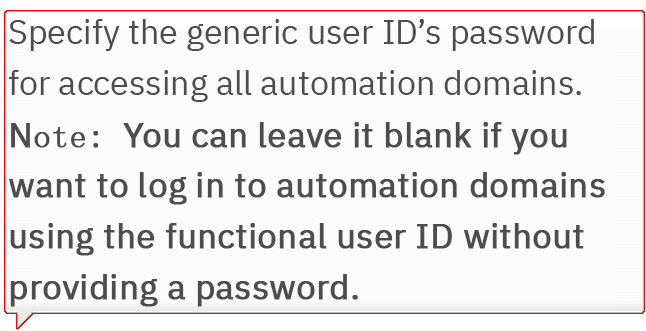 Specify the generic user ID’s password
for accessing all automation domains.
Note: You can leave it blank if you
want to log in to automation domains
using the functional user ID without
providing a password.